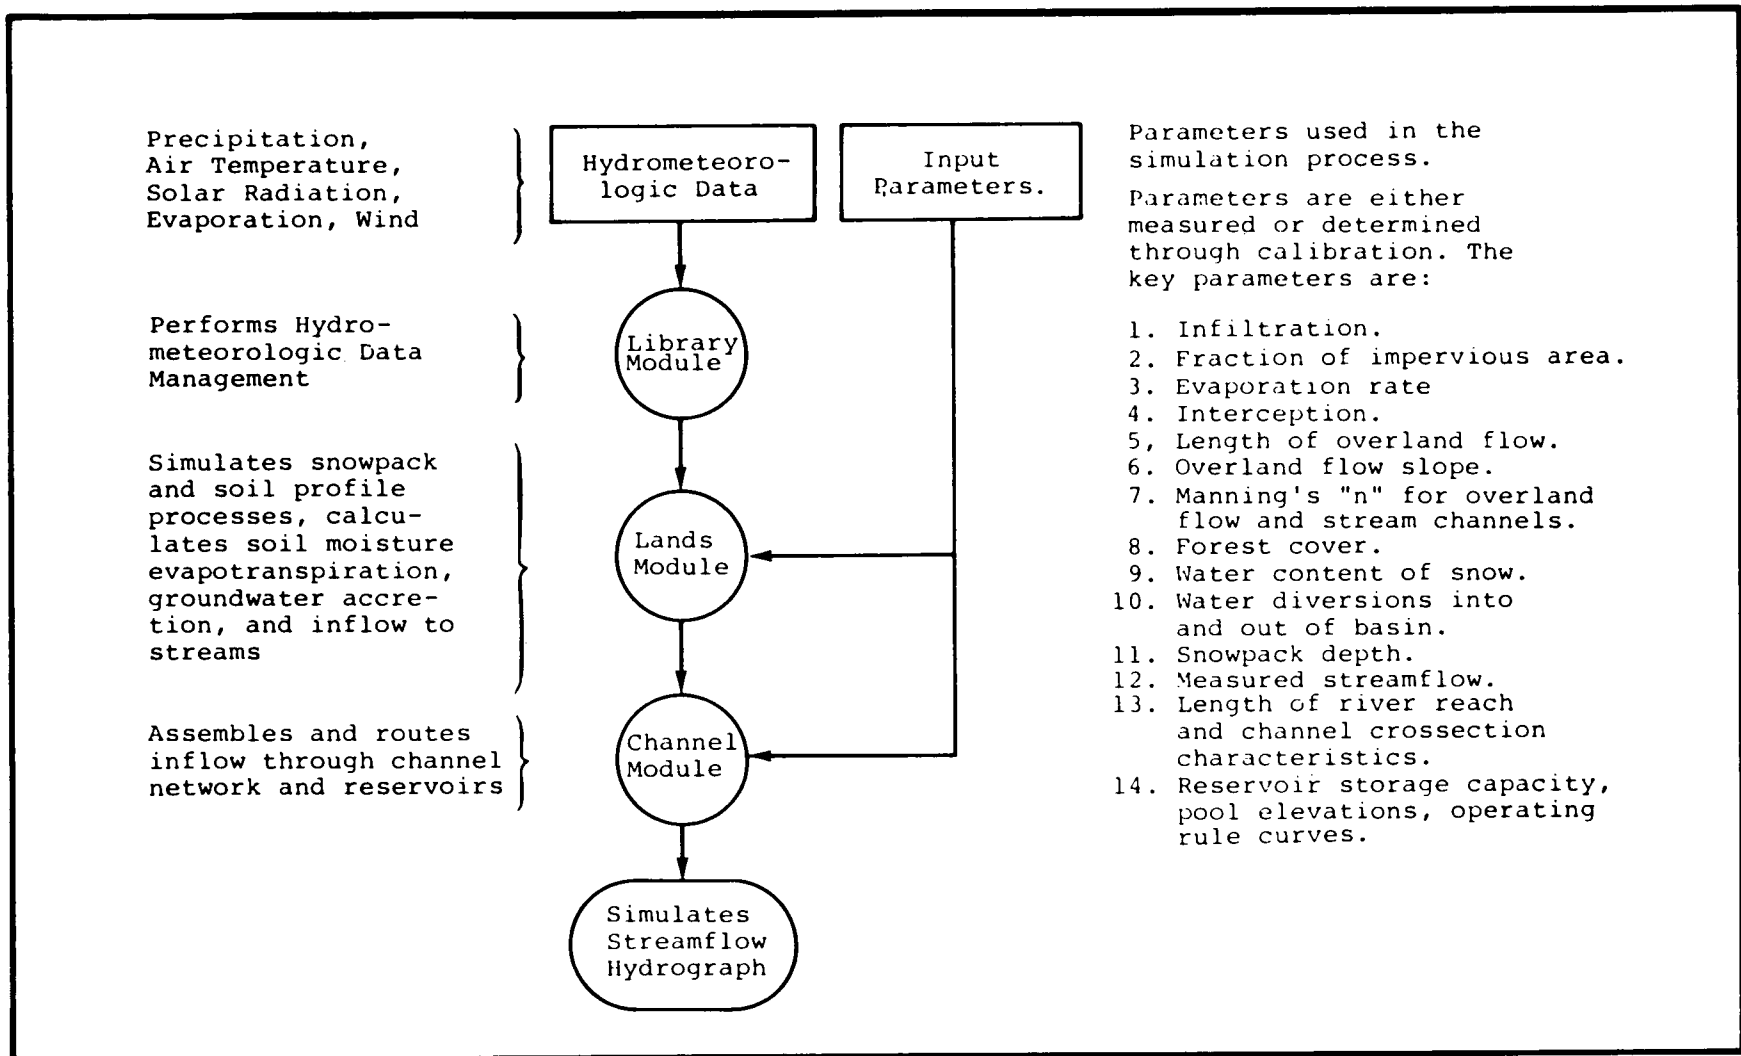 Precipitation,
Air Temperature,
Solar Radiation,
Evaporation, Wind
Hydrometeoro-
logic Data
Input
Parameters.
Performs Hydro-
meteorologic Data
Management
Library
Module
Simulates snowpack
and soil profile
processes, calcu-
lates soil moisture
evapotranspiration,
groundwater accre-
tion, and inflow to
streams
Lands
Module
Assembles and routes
inflow through channel
network and reservoirs
Channel
Module
Simulates
Streamflow
Hydrograph
Parameters used in the
simulation process.
Parameters are either
measured or determined
through calibration. The
key parameters are:
1. Infiltration.
2. Fraction of impervious area.
3. Evaporation rate
4. Interception.
5, Length of overland flow.
6. Overland flow slope.
7. Manning's "n" for overland
flow and stream channels.
8. Forest cover.
9. Water content of snow.
10. Water diversions into
and out of basin.
11. Snowpack depth.
12. Measured streamflow.
13. Length of river reach
and channel crossection
characteristics.
14. Reservoir storage capacity,
pool elevations, operating
rule curves.